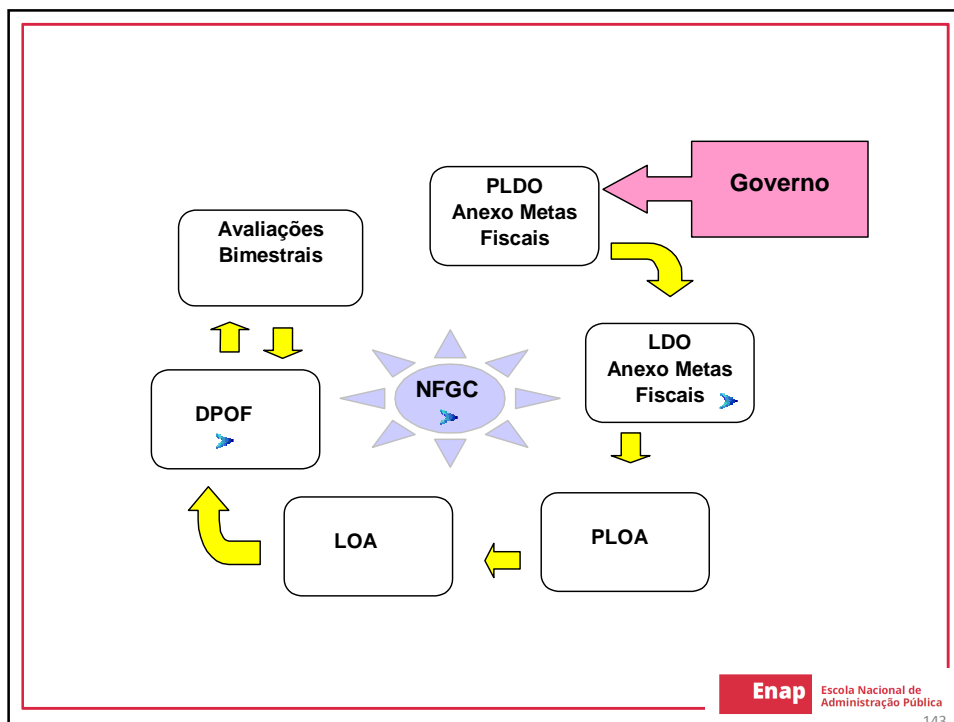 Governo
PLDO
Anexo Metas
Fiscais
Avaliações
Bimestrais
LDO
Anexo Metas
Fiscais
NFGC
DPOF
LOA
PLOA
Enap
Escola Nacional de
Administração Pública
143